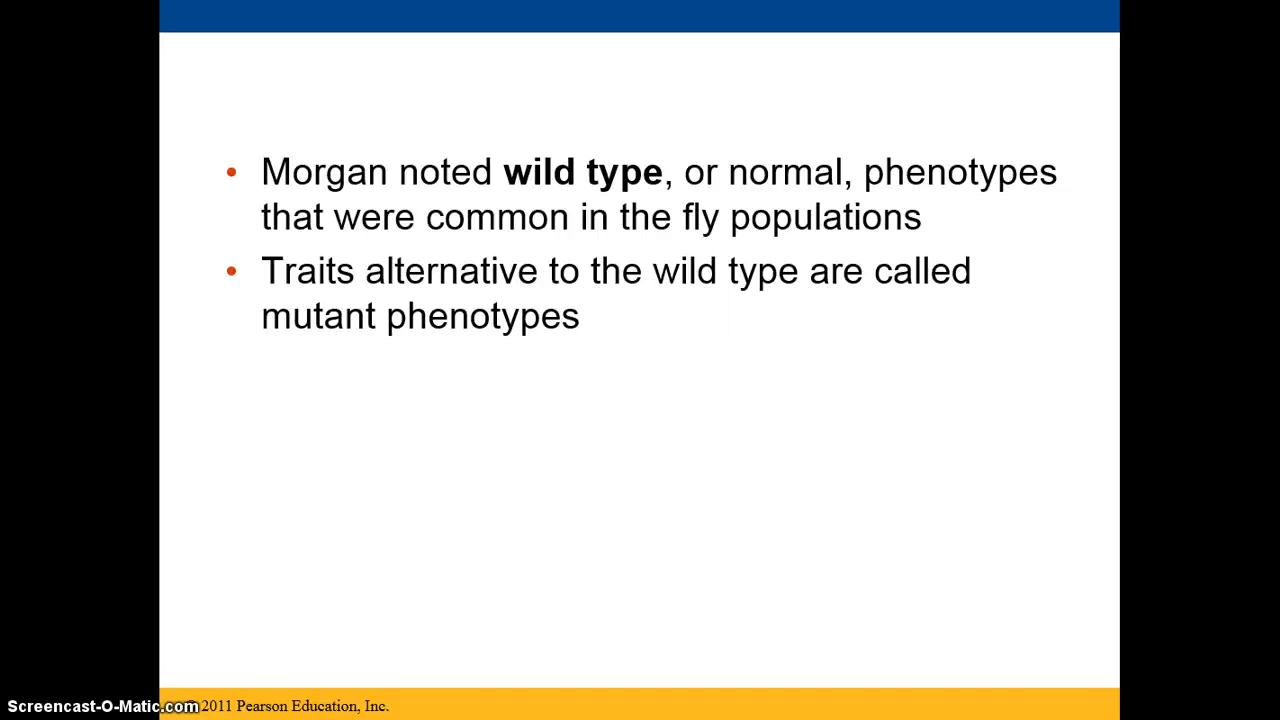 • Morgan noted wild type, or normal, phenotypes
that were common in the fly populations
• Traits alternative to the wild type are called
mutant phenotypes
Screencast-O-Matic.com 2011 Pearson Education, Inc.